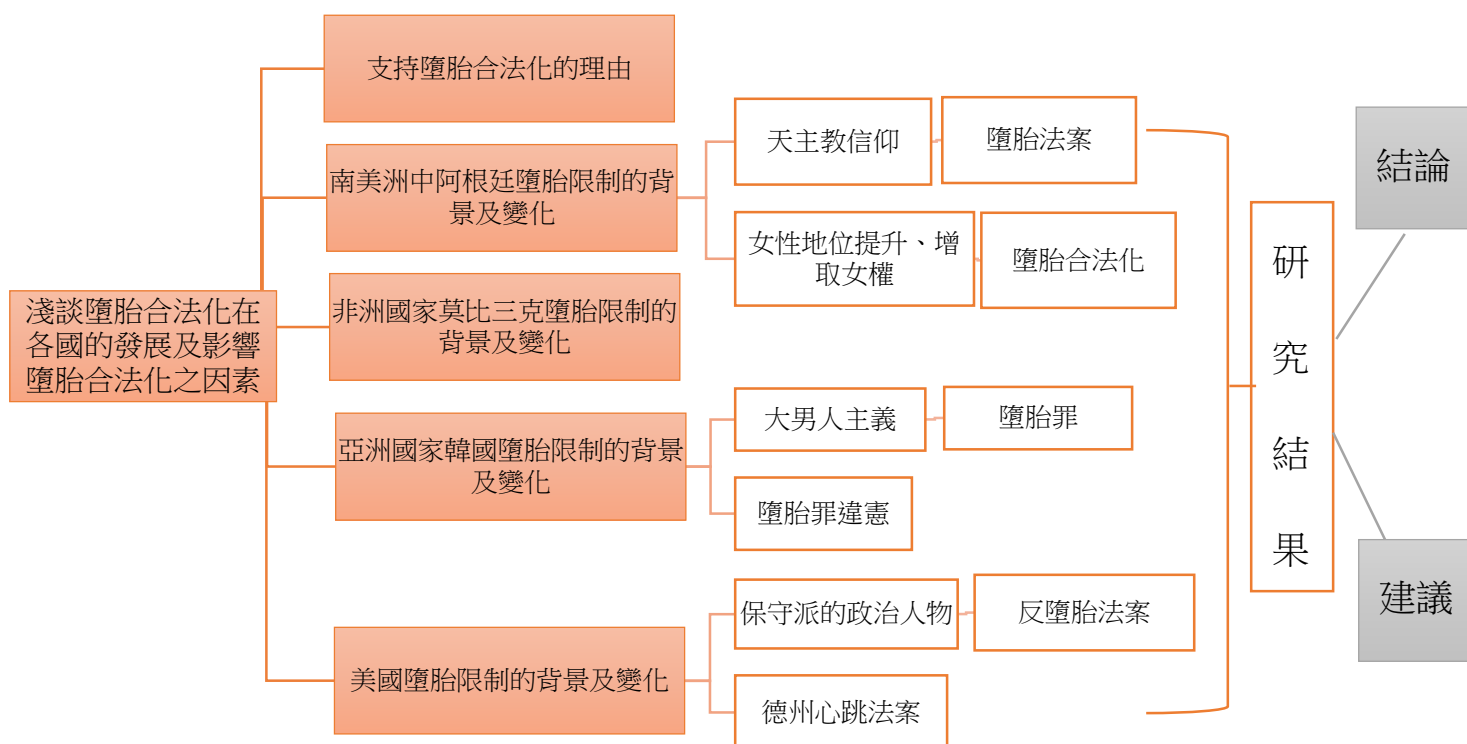 淺談墮胎合法化在
各國的發展及影響
墮胎合法化之因素
支持墮胎合法化的理由
南美洲中阿根廷墮胎限制的背
景及變化
天主教信仰
墮胎法案
女性地位提升、增
取女權
墮胎合法化
非洲國家莫比三克墮胎限制的
背景及變化
亞洲國家韓國墮胎限制的背景
及變化
大男人主義
墮胎罪
墮胎罪違憲
美國墮胎限制的背景及變化
保守派的政治人物
反墮胎法案
德州心跳法案
研
究
結
果
結論
建議